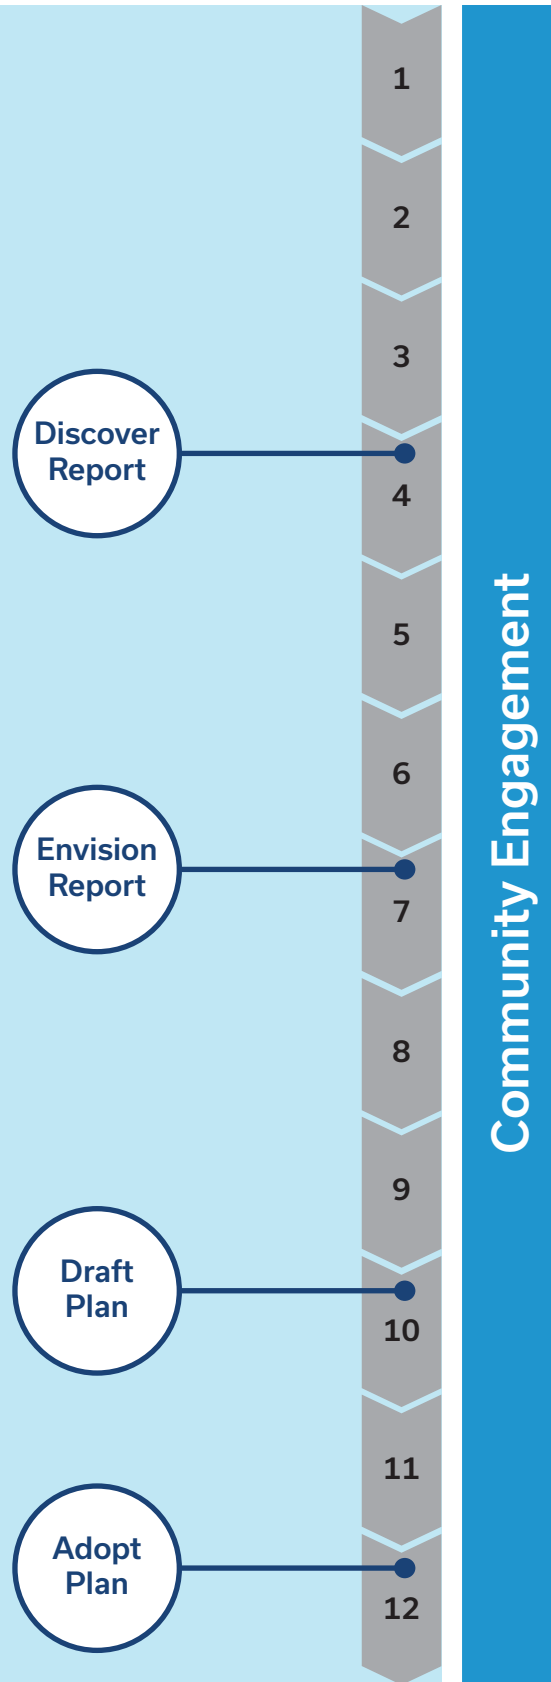 1
2
3
Discover
Report
4
5
6
Envision
Report
7
8
9
Draft
Plan
10
11
Adopt
Plan
12
Community Engagement